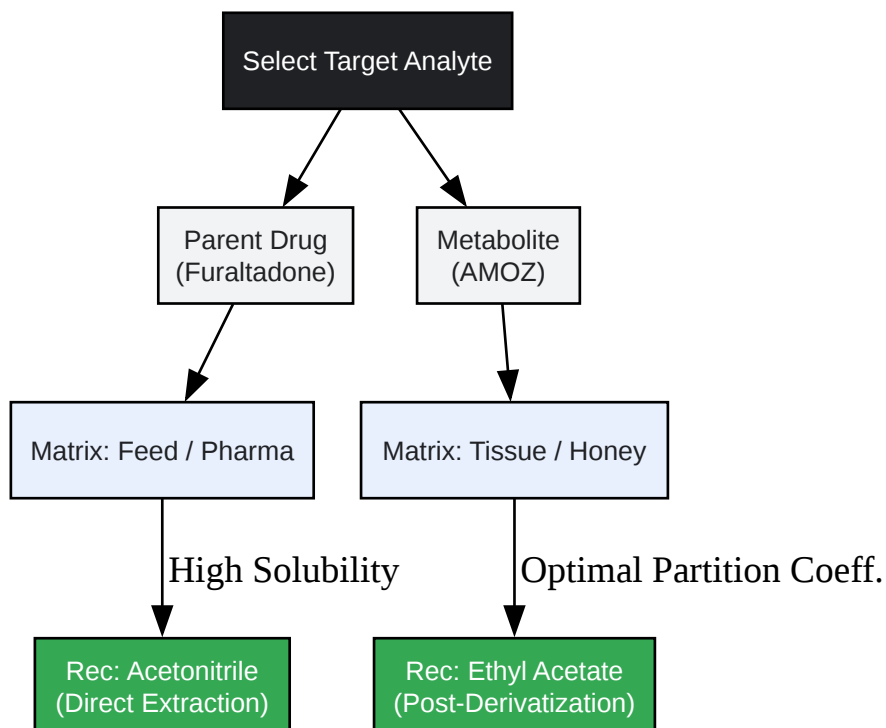 Select Target Analyte
Parent Drug
(Furaltadone)
Metabolite
(AMOZ)
Matrix: Feed / Pharma
Matrix: Tissue / Honey
High Solubility
Optimal Partition Coeff.
Rec: Acetonitrile
(Direct Extraction)
Rec: Ethyl Acetate
(Post-Derivatization)